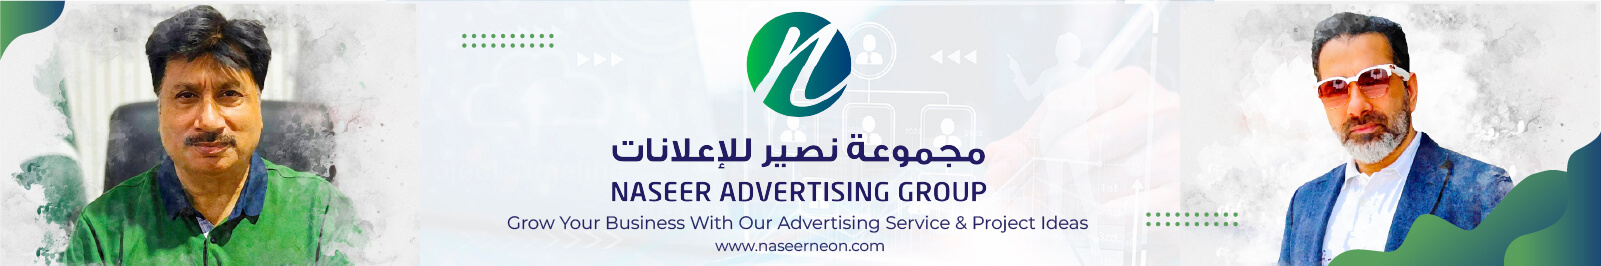 n
مجموعة نصير للإعلانات
NASEER ADVERTISING GROUP
Grow Your Business With Our Advertising Service & Project Ideas
www.naseerneon.com